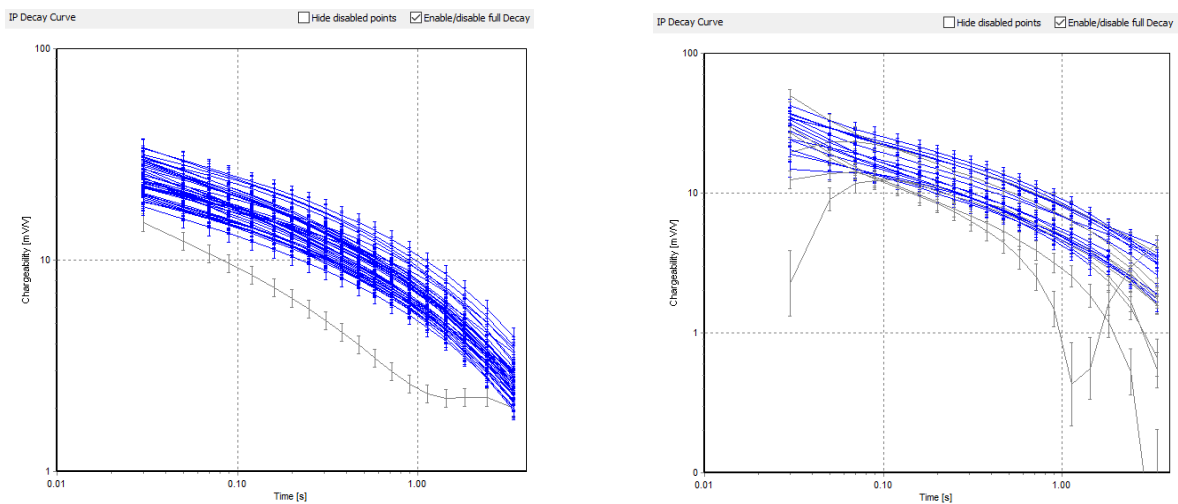 IP Decay Curve Hide disabled points Enable/disable full Decay
100
10
1
0.01 0.10 1.00
Chargeability [mV/V]
Time [s]
IP Decay Curve Hide disabled points Enable/disable full Decay
100
10
1
0
0.01 0.10 1.00
Chargeability [mV/V]
Time [s]